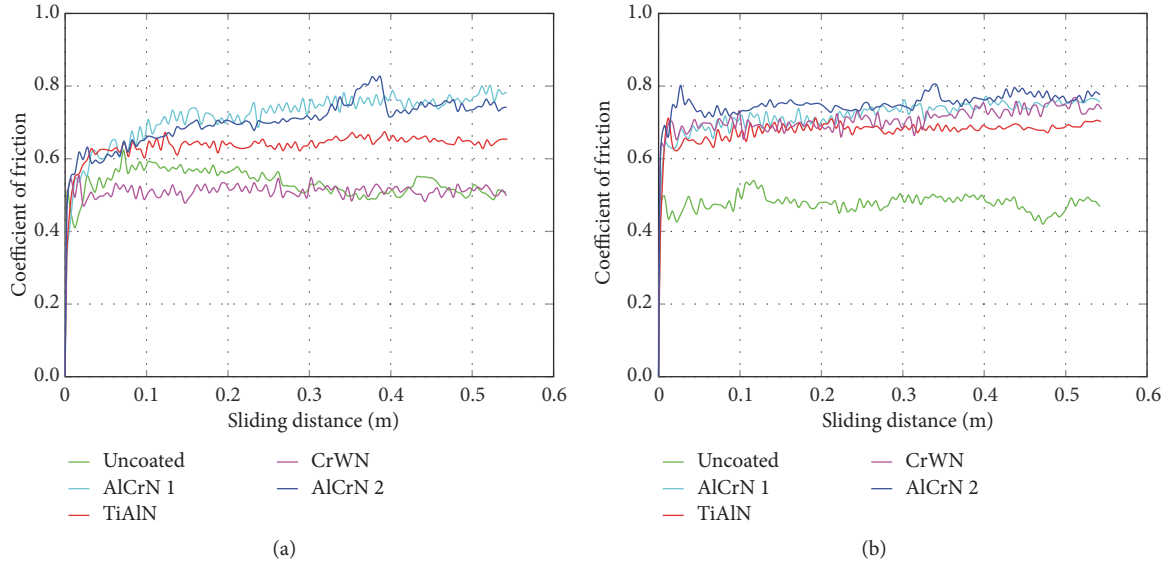 1.0
0.8
0.6
0.4
0.2
0.0
Coefficient of friction
0 0.1 0.2 0.3 0.4 0.5 0.6
Sliding distance (m)
Uncoated CrWN
AlCrN 1 AlCrN 2
TiAlN
(a)
1.0
0.8
0.6
0.4
0.2
0.0
Coefficient of friction
0 0.1 0.2 0.3 0.4 0.5 0.6
Sliding distance (m)
Uncoated CrWN
AlCrN 1 AlCrN 2
TiAlN
(b)